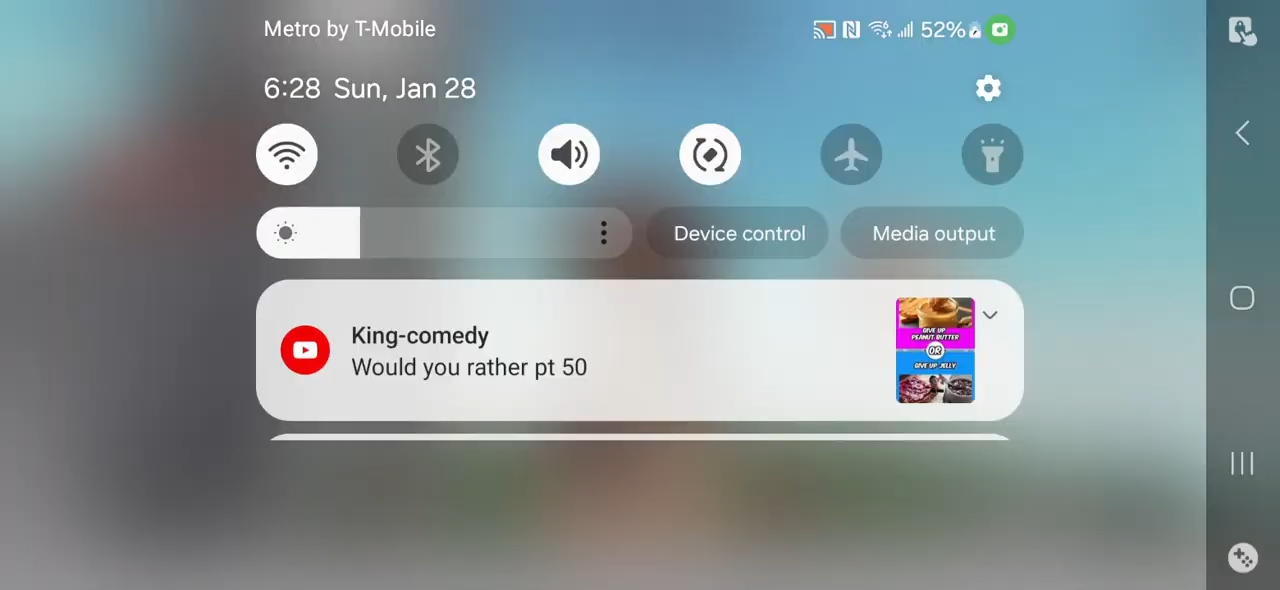 Metro by T-Mobile
52%
6:28 Sun, Jan 28
Device control
Media output
King-comedy
Would you rather pt 50
GIVE UP
PEANUT BUTTER
OR
GIVE UP JELLY